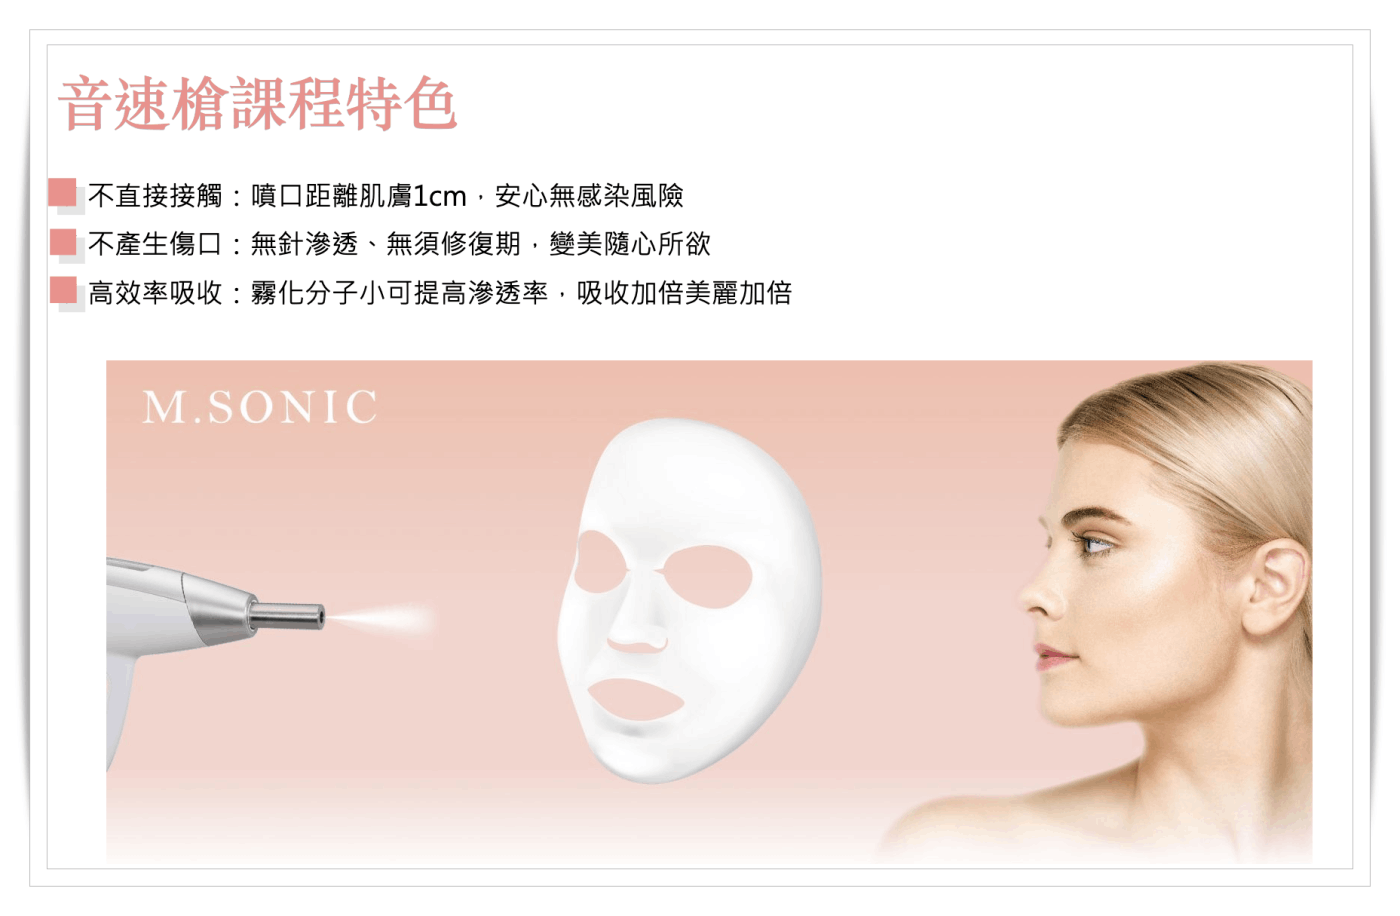 音速槍課程特色
不直接接觸：噴口距離肌膚1cm，安心無感染風險
不產生傷口：無針滲透、無須修復期，變美隨心所欲
高效率吸收：霧化分子小可提高滲透率，吸收加倍美麗加倍
M.SONIC